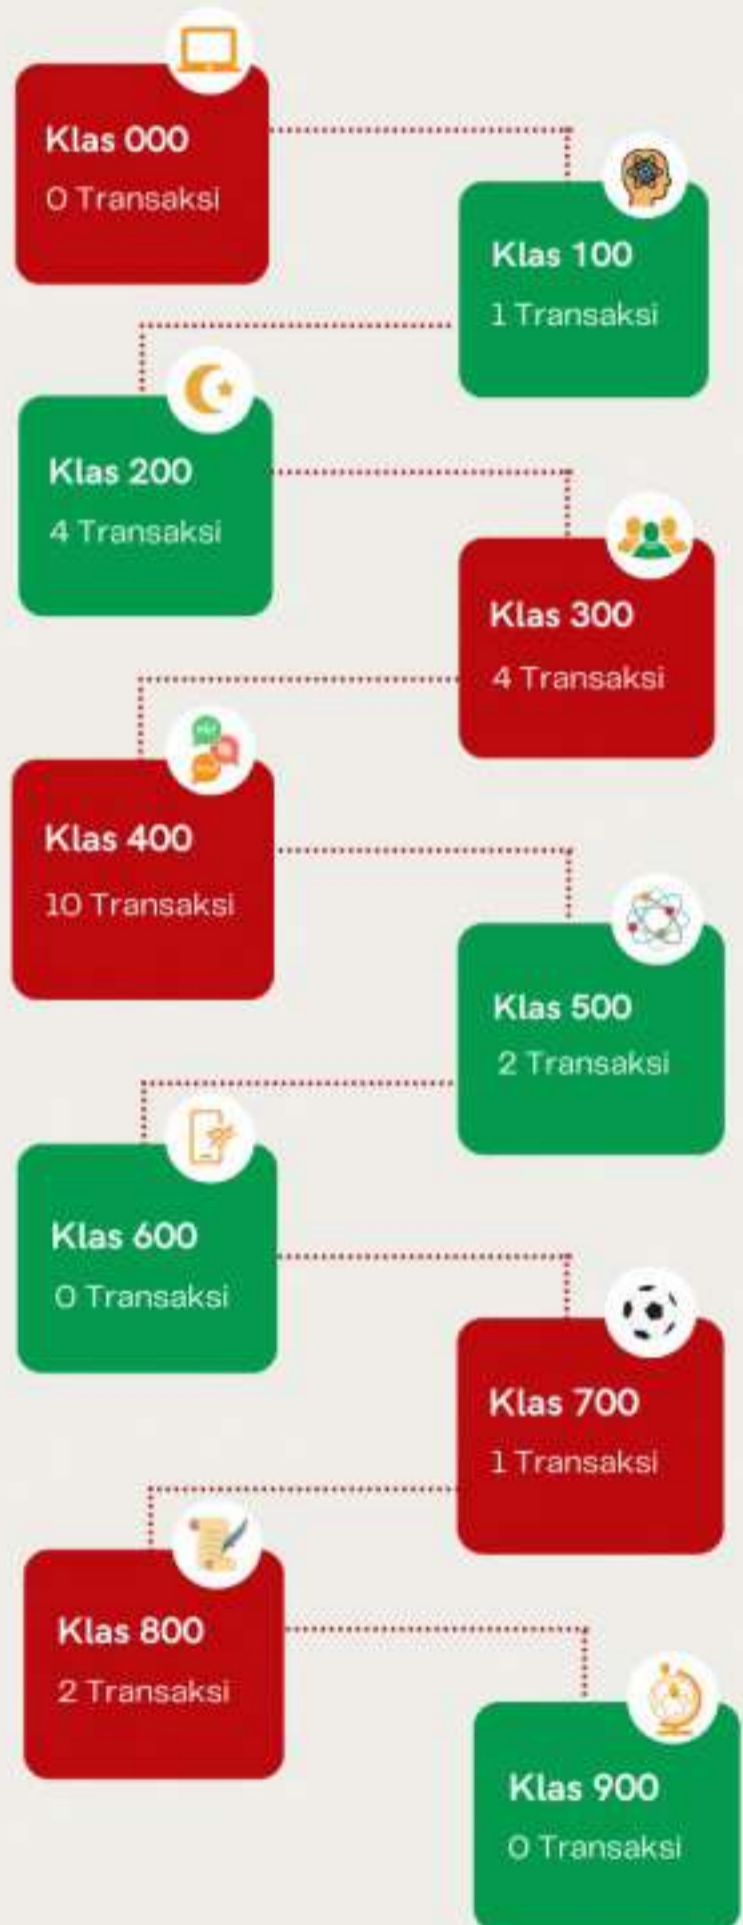 Klas 000
0 Transaksi
Klas 100
1 Transaksi
Klas 200
4 Transaksi
Klas 300
4 Transaksi
Klas 400
10 Transaksi
Klas 500
2 Transaksi
Klas 600
0 Transaksi
Klas 700
1 Transaksi
Klas 800
2 Transaksi
Klas 900
0 Transaksi